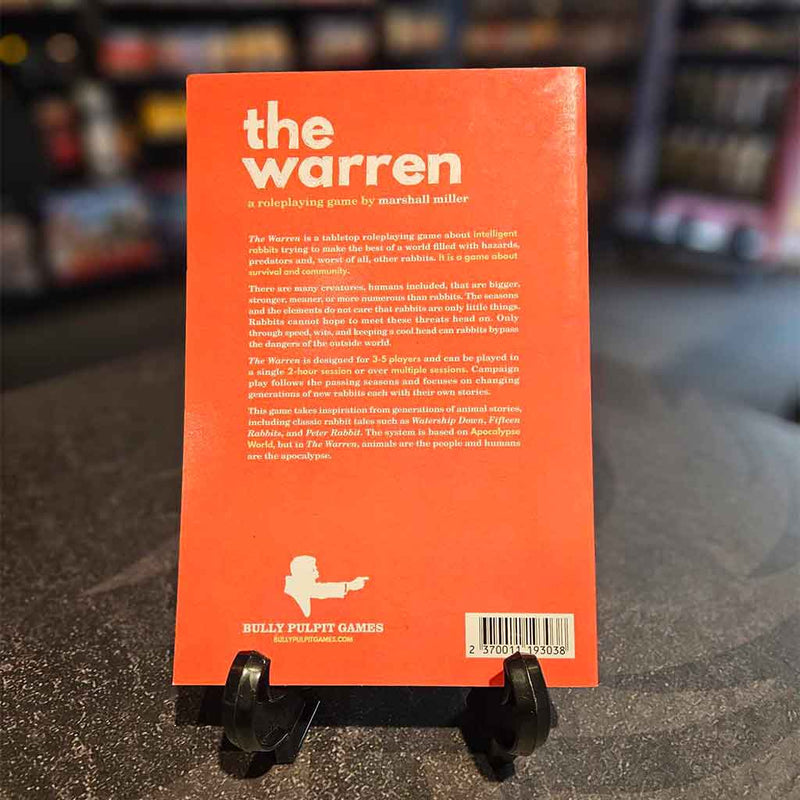 the
warren
a roleplaying game by marshall miller
The Warren is a tabletop roleplaying game about intelligent
rabbits trying to make the best of a world filled with hazards,
predators and, worst of all, other rabbits. It is a game about
survival and community.
There are many creatures, humans included, that are bigger,
stronger, meaner, or more numerous than rabbits. The seasons
and the elements do not care that rabbits are only little things.
Rabbits cannot hope to meet these threats head on. Only
through speed, wits, and keeping a cool head can rabbits bypass
the dangers of the outside world.
The Warren is designed for 3-5 players and can be played in
a single 2-hour session or over multiple sessions. Campaign
play follows the passing seasons and focuses on changing
generations of new rabbits each with their own stories.
This game takes inspiration from generations of animal stories,
including classic rabbit tales such as Watership Down, Fifteen
Rabbits, and Peter Rabbit. The system is based on Apocalypse
World, but in The Warren, animals are the people and humans
are the apocalypse.
BULLY PULPIT GAMES
BULLYPULPITGAMES.COM
2 370011 193038